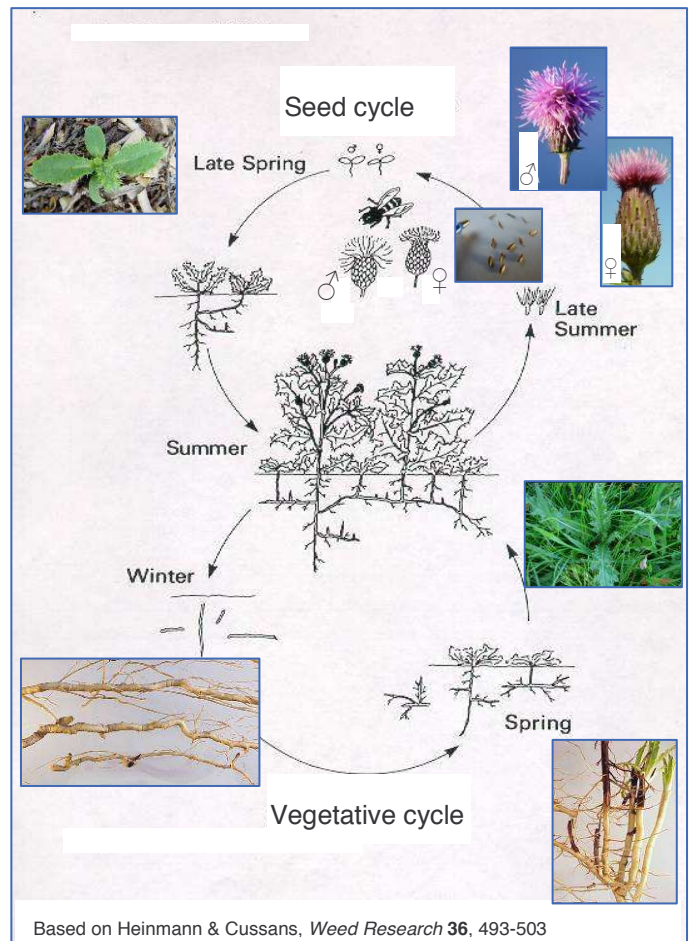 Seed cycle
♂ ♀
♂
Late Spring
♀
♂ ♀
Late
Summer
Summer
Winter
Spring
Vegetative cycle
Based on Heinmann & Cussans, Weed Research 36, 493-503